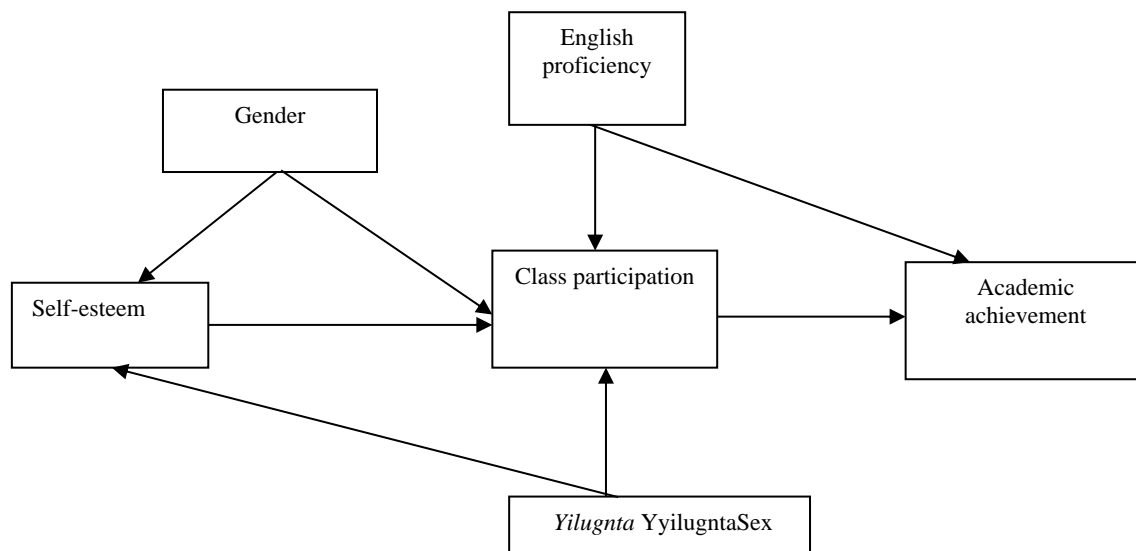 English
proficiency
Gender
Class participation
Self-esteem
Academic
achievement
Yilugnta YyilugntaSex